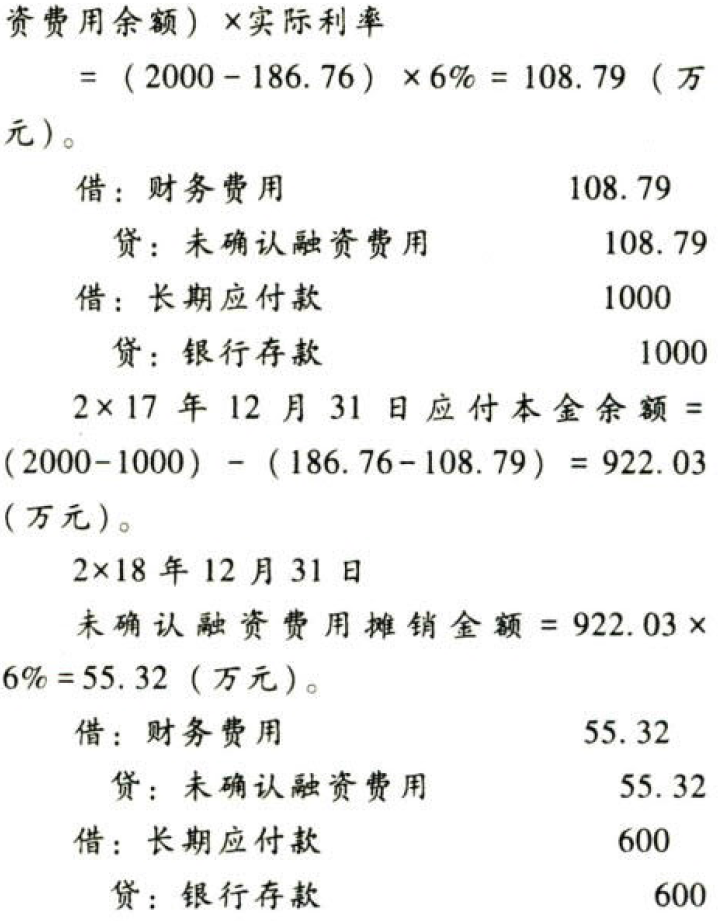 资费用余额）×实际利率
=（2000-186.76）×6%=108.79（万
元）。
借：财务费用 108.79
贷：未确认融资费用 108.79
借：长期应付款 1000
贷：银行存款 1000
2×17 年 12 月 31 日应付本金余额=
(2000-1000）-（186.76-108.79）=922.03
(万元）。
2×18 年 12 月 31 日
未确认融资费用摊销金额=922.03×
6%=55.32（万元）。
借：财务费用 55.32
贷：未确认融资费用 55.32
借：长期应付款 600
贷：银行存款 600